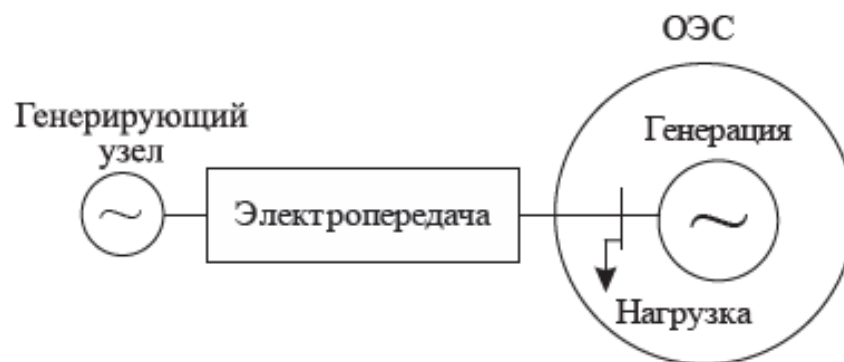 ОЭС
Генерирующий
узел
Генерация
Электропередача
Нагрузка